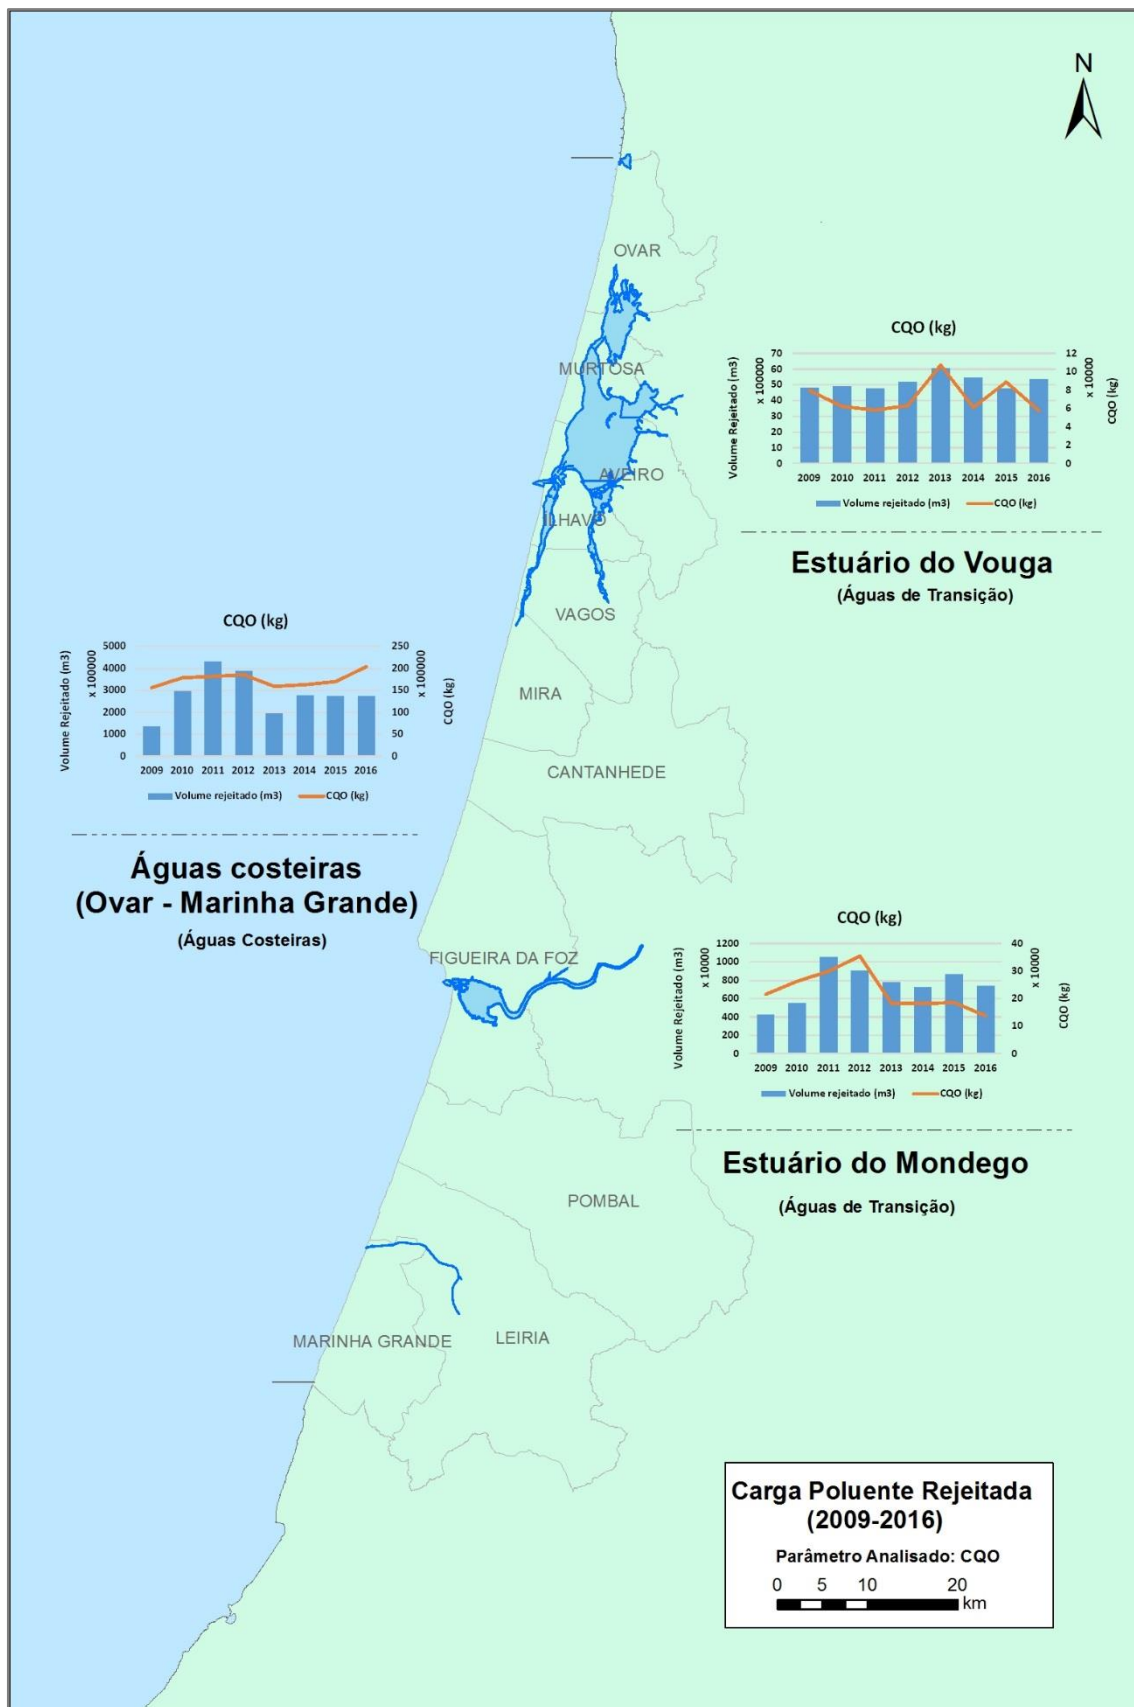 N
OVAR
MURTOSA
AVEIRO
ÍLHAVO
VAGOS
MIRA
CANTANHEDE
FIGUEIRA DA FOZ
POMBAL
MARINHA GRANDE
LEIRIA
CQO (kg)
Volume Rejeitado (m3)
x 100000
70
60
50
40
30
20
10
0
12
10
8
6
4
2
0
x 10000
CQO (kg)
2009 2010 2011 2012 2013 2014 2015 2016
Volume rejeitado (m3) CQO (kg)
Estuário do Vouga
(Águas de Transição)
CQO (kg)
Volume Rejeitado (m3)
x 100000
5000
4000
3000
2000
1000
0
250
200
150
100
50
0
x 100000
CQO (kg)
2009 2010 2011 2012 2013 2014 2015 2016
Volume rejeitado (m3) CQO (kg)
Águas costeiras
(Ovar - Marinha Grande)
(Águas Costeiras)
CQO (kg)
Volume Rejeitado (m3)
x 10000
1200
1000
800
600
400
200
0
40
30
20
10
0
x 10000
CQO (kg)
2009 2010 2011 2012 2013 2014 2015 2016
Volume rejeitado (m3) CQO (kg)
Estuário do Mondego
(Águas de Transição)
Carga Poluente Rejeitada
(2009-2016)
Parâmetro Analisado: CQO
0 5 10 20
km